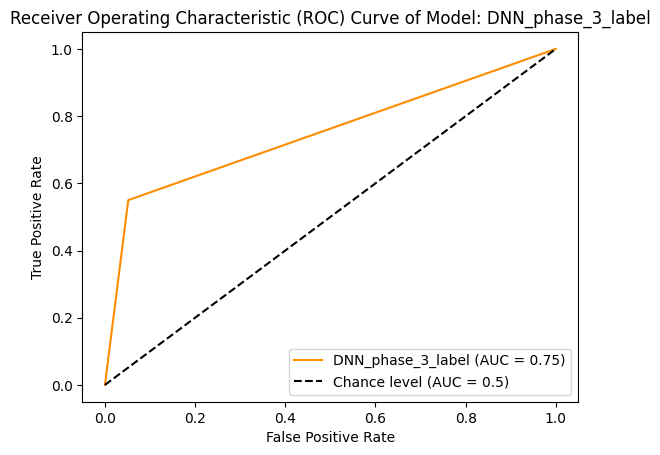 Receiver Operating Characteristic (ROC) Curve of Model: DNN_phase_3_label
1.0
0.8
0.6
0.4
0.2
0.0
True Positive Rate
0.0 0.2 0.4 0.6 0.8 1.0
False Positive Rate
DNN_phase_3_label (AUC = 0.75)
Chance level (AUC = 0.5)